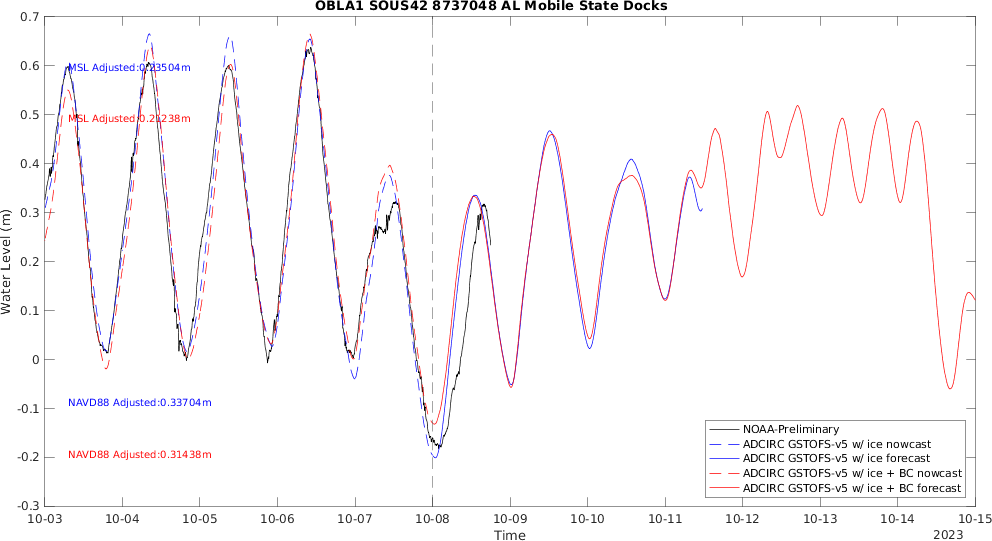 OBLA1 SOUS42 8737048 AL Mobile State Docks
0.7
0.6
0.5
0.4
0.3
0.2
0.1
0
-0.1
-0.2
-0.3
Water Level (m)
MSL Adjusted:0.23504m
MSL Adjusted:0.21238m
NAVD88 Adjusted:0.33704m
NAVD88 Adjusted:0.31438m
NOAA-Preliminary
ADCIRC GSTOFS-v5 w/ ice nowcast
ADCIRC GSTOFS-v5 w/ ice forecast
ADCIRC GSTOFS-v5 w/ ice + BC nowcast
ADCIRC GSTOFS-v5 w/ ice + BC forecast
10-03 10-04 10-05 10-06 10-07 10-08 10-09 10-10 10-11 10-12 10-13 10-14 10-15
Time
2023